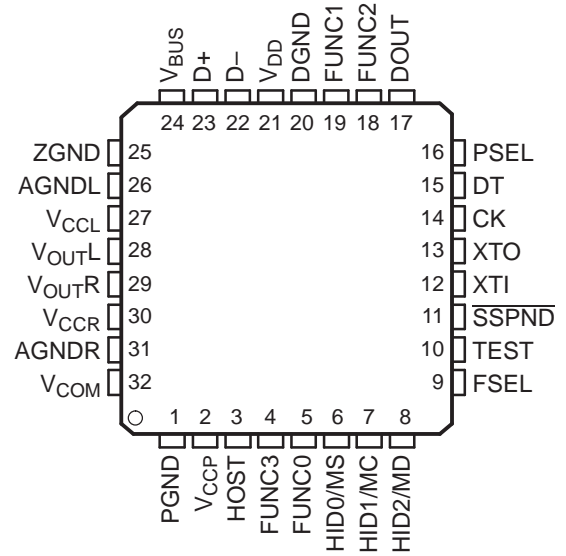 VBUS
D+
D–
VDD
DGND
FUNC1
FUNC2
DOUT
24 23 22 21 20 19 18 17
ZGND 25
AGNDL 26
VCCL 27
VOUTL 28
VOUTR 29
VCCR 30
AGNDR 31
VCOM 32
16 PSEL
15 DT
14 CK
13 XTO
12 XTI
11 SSPND
10 TEST
9 FSEL
1 2 3 4 5 6 7 8
PGND
VCCP
HOST
FUNC3
FUNC0
HID0/MS
HID1/MC
HID2/MD